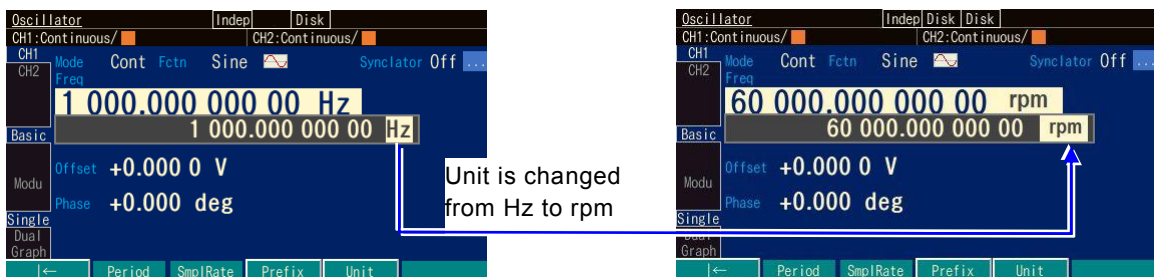 Oscillator Indep Disk
CH1:Continuous/ CH2:Continuous/
CH1
CH2
Mode Cont Fctn Sine Synclator Off ...
Freq
1 000.000 000 00 Hz
1 000.000 000 00 Hz
Basic
Offset +0.000 0 V
Modu
Phase +0.000 deg
Single
Dual
Graph
|← Period SmplRate Prefix Unit
Unit is changed
from Hz to rpm
Oscillator Indep Disk Disk
CH1:Continuous/ CH2:Continuous/
CH1
CH2
Mode Cont Fctn Sine Synclator Off ...
Freq
60 000.000 000 00 rpm
60 000.000 000 00 rpm
Basic
Offset +0.000 0 V
Modu
Phase +0.000 deg
Single
Dual
Graph
|← Period SmplRate Prefix Unit